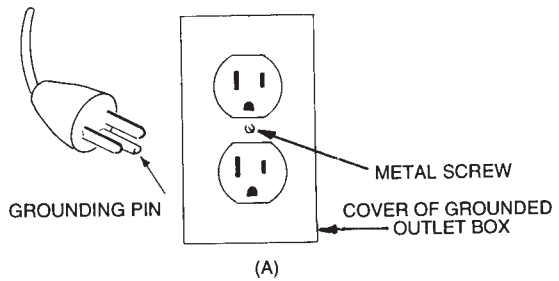 METAL SCREW
GROUNDING PIN
COVER OF GROUNDED
OUTLET BOX
(A)